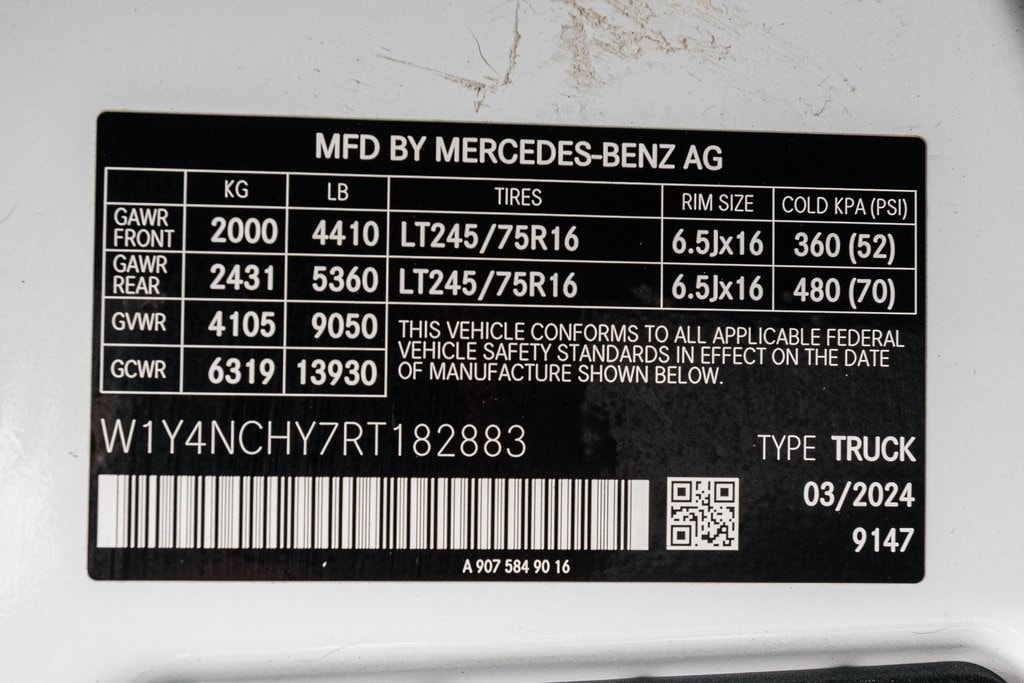 MFD BY MERCEDES-BENZ AG
KG LB TIRES RIM SIZE COLD KPA (PSI)
GAWR FRONT 2000 4410 LT245/75R16 6.5Jx16 360 (52)
GAWR REAR 2431 5360 LT245/75R16 6.5Jx16 480 (70)
GVWR 4105 9050
GCWR 6319 13930
THIS VEHICLE CONFORMS TO ALL APPLICABLE FEDERAL
VEHICLE SAFETY STANDARDS IN EFFECT ON THE DATE
OF MANUFACTURE SHOWN BELOW.
W1Y4NCHY7RT182883
TYPE TRUCK
03/2024
9147
A 907 584 90 16